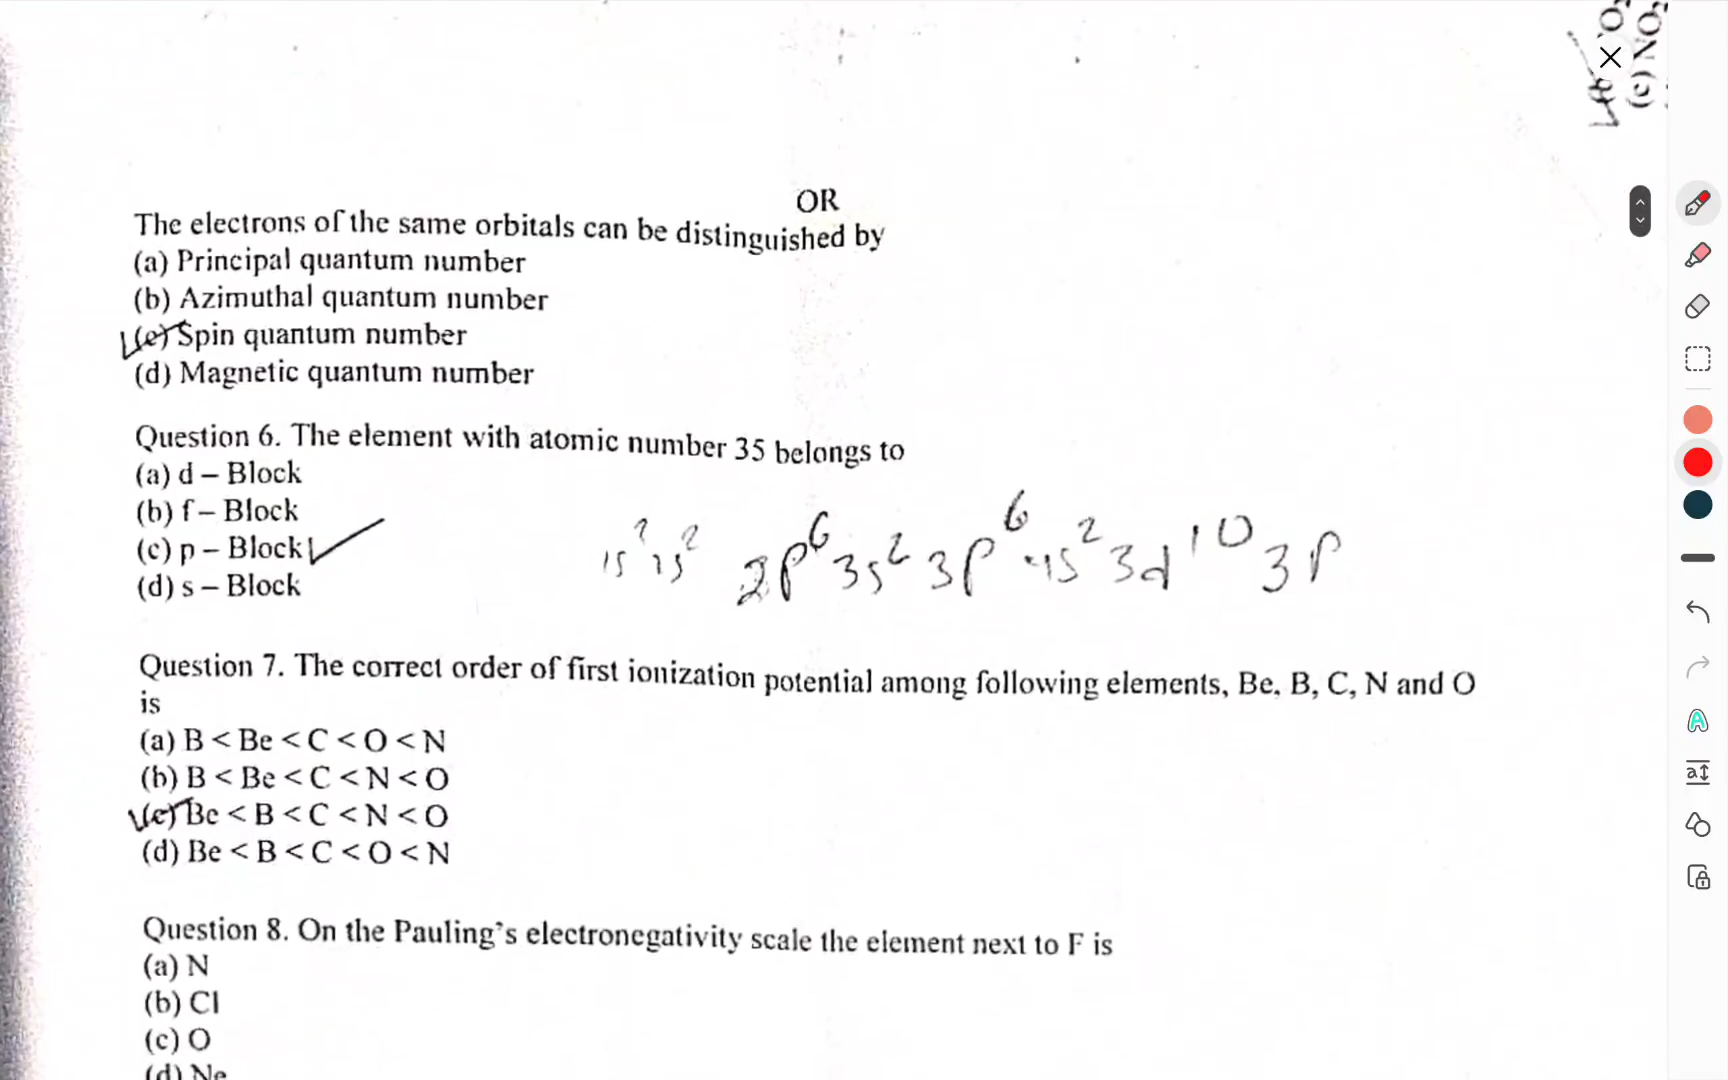 (c) NO
OR
The electrons of the same orbitals can be distinguished by
(a) Principal quantum number
(b) Azimuthal quantum number
(c) Spin quantum number
(d) Magnetic quantum number
Question 6. The element with atomic number 35 belongs to
(a) d – Block
(b) f – Block
(c) p – Block
(d) s – Block
2p⁶ 3s² 3p⁶ 4s² 3d¹⁰ 3p
Question 7. The correct order of first ionization potential among following elements, Be, B, C, N and O
is
(a) B < Be < C < O < N
(b) B < Be < C < N < O
(c) Be < B < C < N < O
(d) Be < B < C < O < N
Question 8. On the Pauling's electronegativity scale the element next to F is
(a) N
(b) Cl
(c) O
(d) Ne